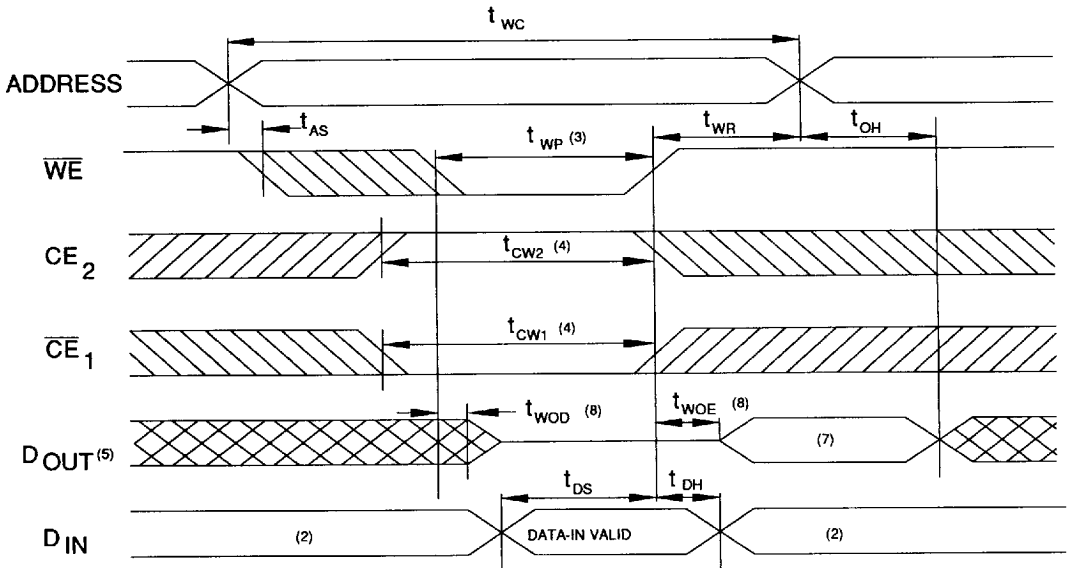 t WC
ADDRESS
t AS
t WP (3)
t WR
t OH
WE
CE 2
t CW2 (4)
CE 1
t CW1 (4)
t WOD (8)
t WOE (8)
D OUT (5)
(7)
t DS
t DH
D IN
(2)
DATA-IN VALID
(2)